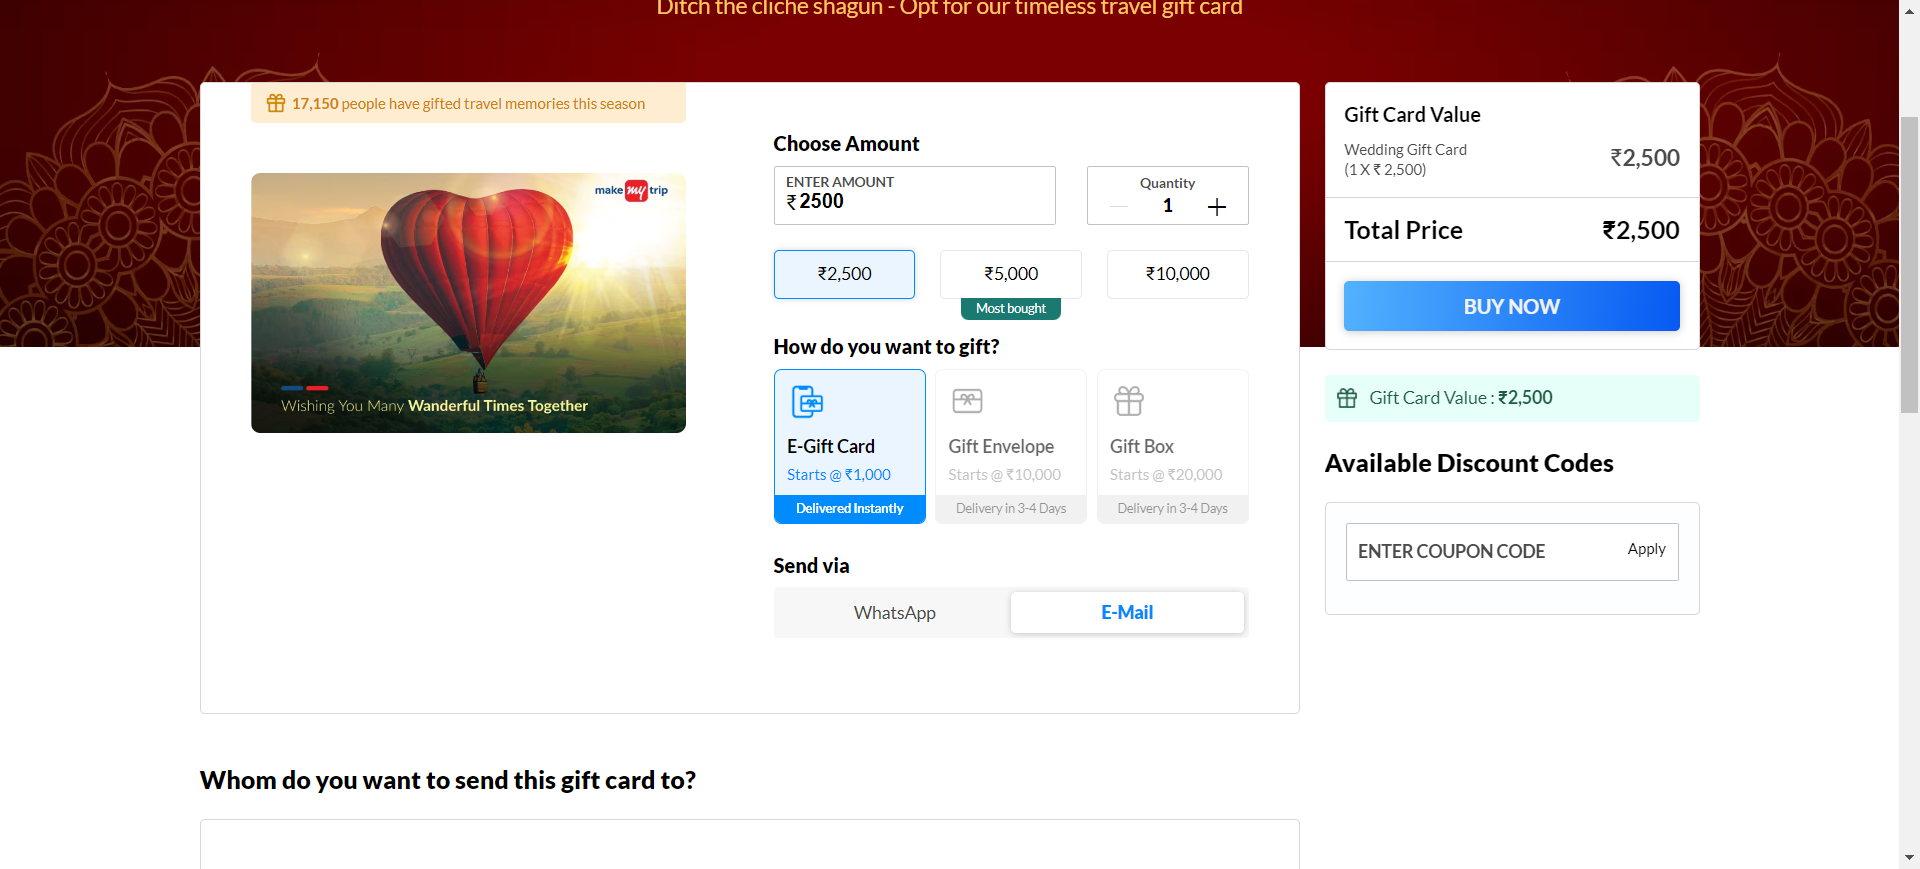 Ditch the cliche shagun - Opt for our timeless travel gift card
17,150 people have gifted travel memories this season
make my trip
Wishing You Many Wanderful Times Together
Choose Amount
ENTER AMOUNT
₹ 2500
Quantity
1
₹2,500
₹5,000
₹10,000
Most bought
How do you want to gift?
E-Gift Card
Starts @ ₹1,000
Delivered Instantly
Gift Envelope
Starts @ ₹10,000
Delivery in 3-4 Days
Gift Box
Starts @ ₹20,000
Delivery in 3-4 Days
Send via
WhatsApp
E-Mail
Whom do you want to send this gift card to?
Gift Card Value
Wedding Gift Card
(1 X ₹ 2,500)
₹2,500
Total Price
₹2,500
BUY NOW
Gift Card Value : ₹2,500
Available Discount Codes
ENTER COUPON CODE
Apply